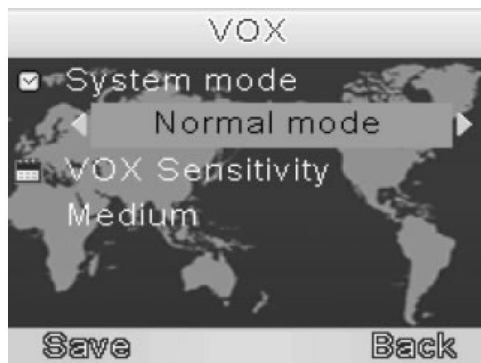 VOX
System mode
Normal mode
VOX Sensitivity
Medium
Save Back